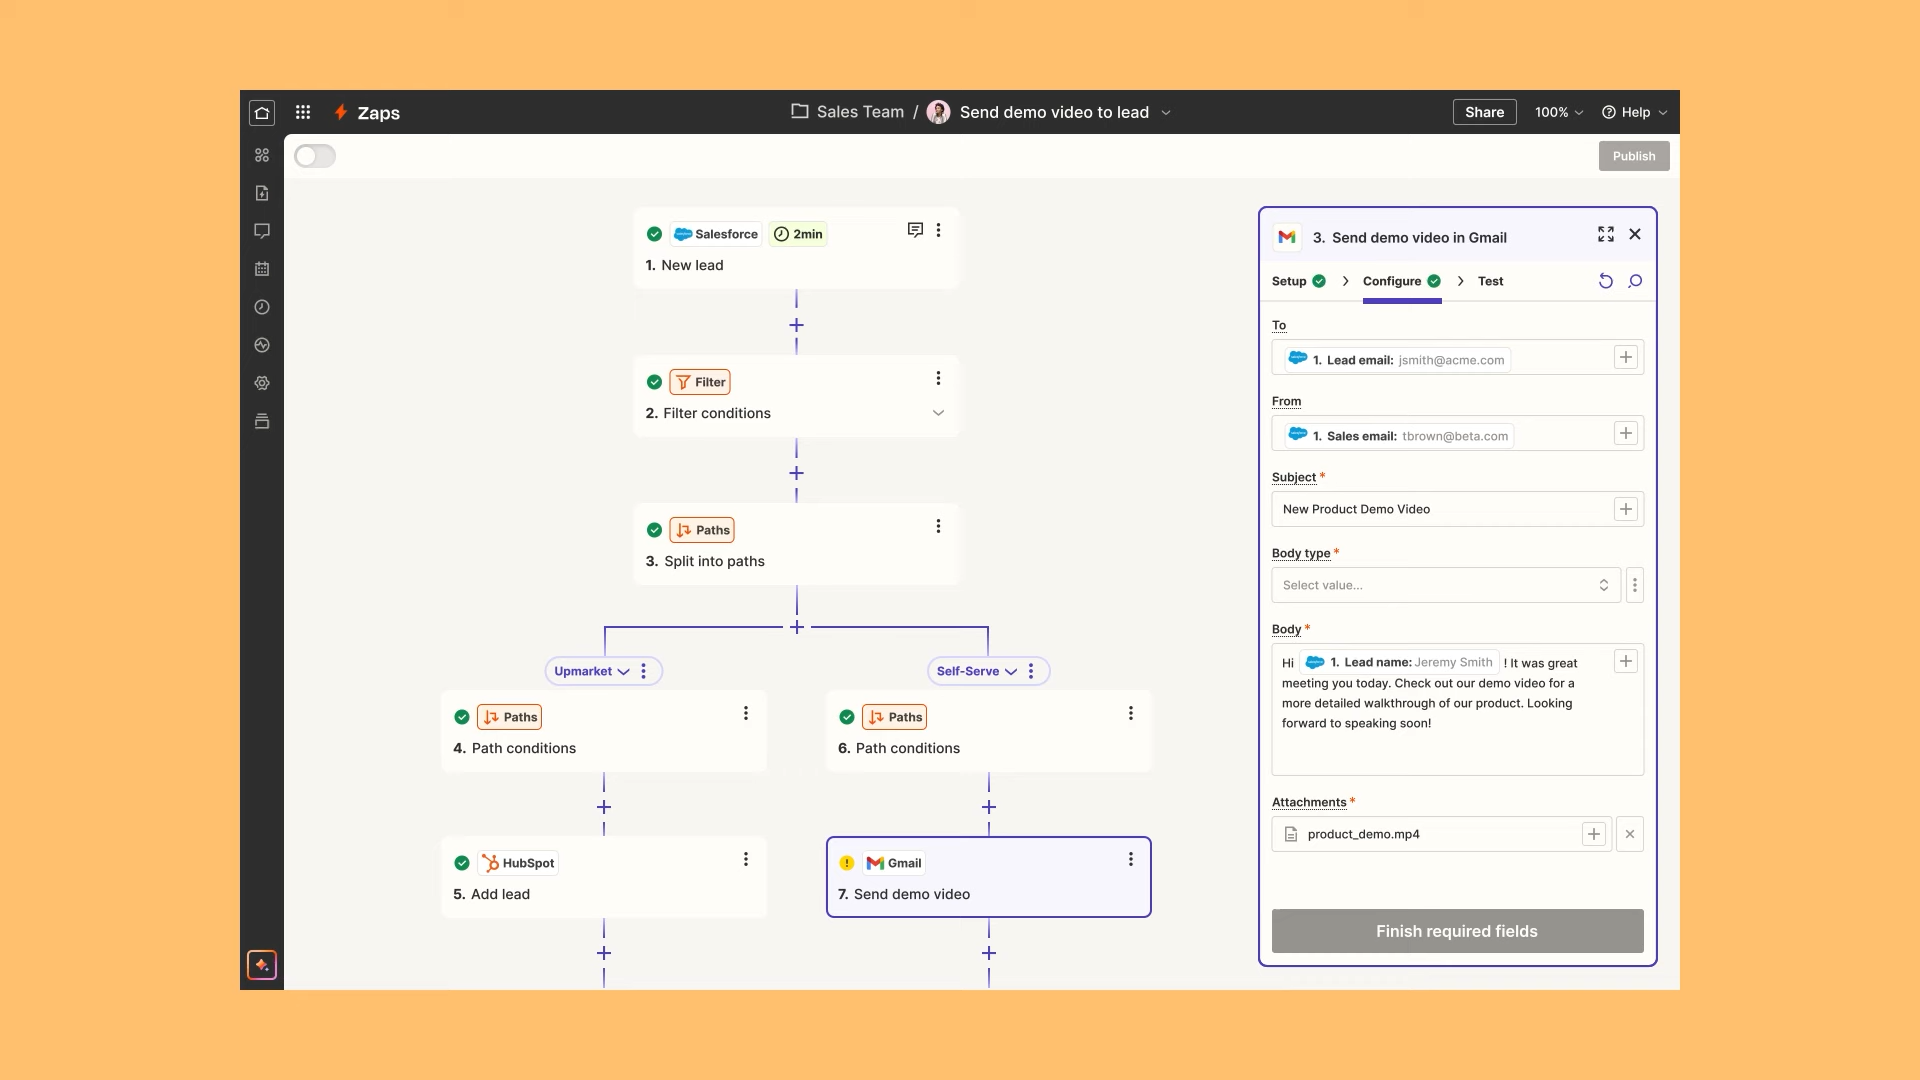 Zaps
Sales Team / Send demo video to lead
Share
100%
Help
Publish
Salesforce
2min
1. New lead
Filter
2. Filter conditions
Paths
3. Split into paths
Upmarket
Paths
4. Path conditions
HubSpot
5. Add lead
Self-Serve
Paths
6. Path conditions
Gmail
7. Send demo video
3. Send demo video in Gmail
Setup > Configure > Test
To
1. Lead email: jsmith@acme.com
From
1. Sales email: tbrown@beta.com
Subject *
New Product Demo Video
Body type *
Select value...
Body *
Hi 1. Lead name: Jeremy Smith ! It was great
meeting you today. Check out our demo video for a
more detailed walkthrough of our product. Looking
forward to speaking soon!
Attachments *
product_demo.mp4
Finish required fields